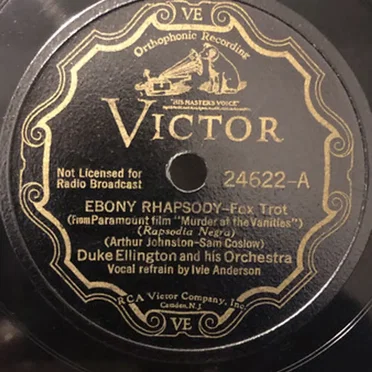 VE
Orthophonic Recording
"HIS MASTER'S VOICE"
VICTOR
Not Licensed for
Radio Broadcast
24622-A
EBONY RHAPSODY-Fox Trot
(From Paramount film "Murder at the Vanities")
(Rapsodia Negra)
(Arthur Johnston-Sam Coslow)
Duke Ellington and his Orchestra
Vocal refrain by Ivie Anderson
RCA Victor Company, Inc.
Camden, N.J.
VE